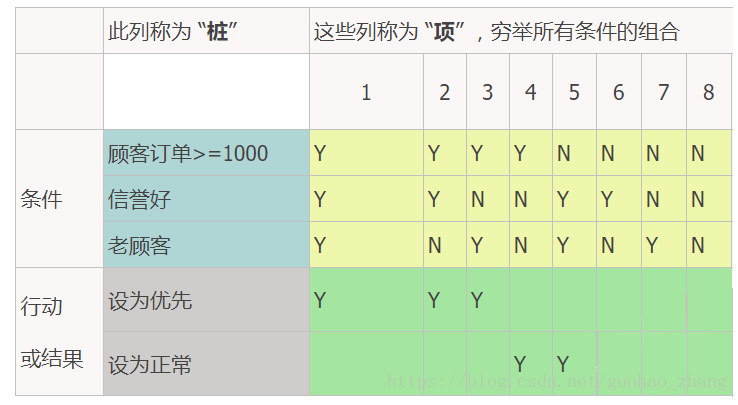 此列称为 “桩” 这些列称为 “项” ，穷举所有条件的组合
1 2 3 4 5 6 7 8
条件
顾客订单>=1000 Y Y Y Y N N N N
信誉好 Y Y N N Y Y N N
老顾客 Y N Y N Y N Y N
行动
或结果
设为优先 Y Y Y
设为正常 Y Y
https://blog.csdn.net/guohao_zhang